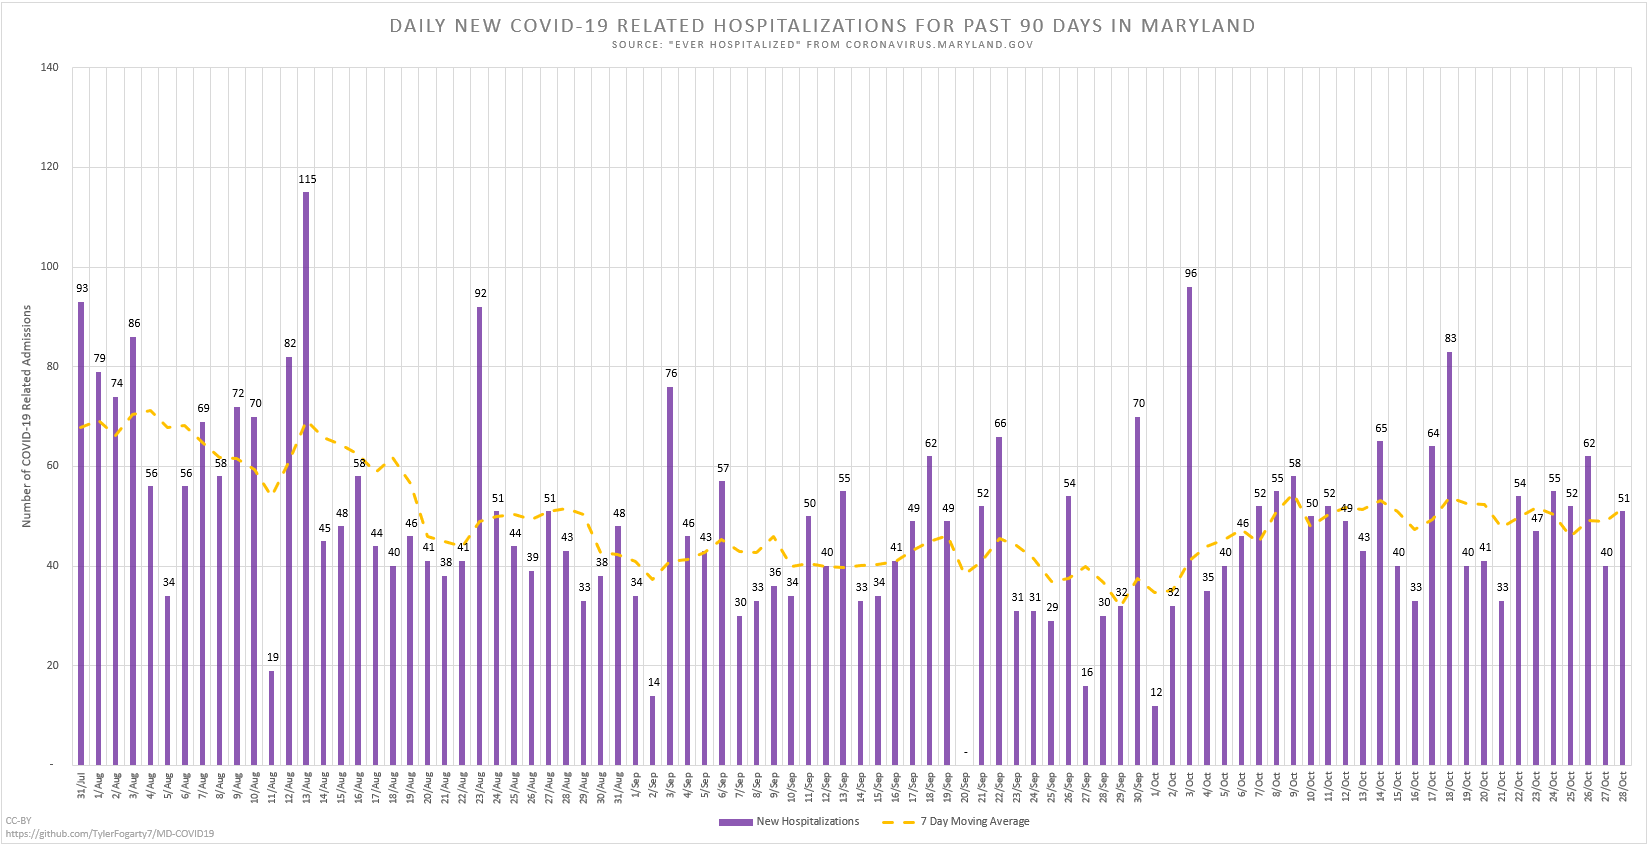 DAILY NEW COVID-19 RELATED HOSPITALIZATIONS FOR PAST 90 DAYS IN MARYLAND
SOURCE: "EVER HOSPITALIZED" FROM CORONAVIRUS.MARYLAND.GOV
Number of COVID-19 Related Admissions
140
120
100
80
60
40
20
-
93 79 74 86 56 34 56 69 58 72 70 19 82 115 45 48 58 44 40 46 41 38 41 92 51 44 39 51 43 33 38 48 34 14 76 46 43 57 30 33 36 34 50 40 55 33 34 41 49 62 49 - 52 66 31 31 29 54 16 30 32 70 12 32 96 35 40 46 52 55 58 50 52 49 43 65 40 33 64 83 40 41 33 54 47 55 52 62 40 51
31/Jul 1/Aug 2/Aug 3/Aug 4/Aug 5/Aug 6/Aug 7/Aug 8/Aug 9/Aug 10/Aug 11/Aug 12/Aug 13/Aug 14/Aug 15/Aug 16/Aug 17/Aug 18/Aug 19/Aug 20/Aug 21/Aug 22/Aug 23/Aug 24/Aug 25/Aug 26/Aug 27/Aug 28/Aug 29/Aug 30/Aug 31/Aug 1/Sep 2/Sep 3/Sep 4/Sep 5/Sep 6/Sep 7/Sep 8/Sep 9/Sep 10/Sep 11/Sep 12/Sep 13/Sep 14/Sep 15/Sep 16/Sep 17/Sep 18/Sep 19/Sep 20/Sep 21/Sep 22/Sep 23/Sep 24/Sep 25/Sep 26/Sep 27/Sep 28/Sep 29/Sep 30/Sep 1/Oct 2/Oct 3/Oct 4/Oct 5/Oct 6/Oct 7/Oct 8/Oct 9/Oct 10/Oct 11/Oct 12/Oct 13/Oct 14/Oct 15/Oct 16/Oct 17/Oct 18/Oct 19/Oct 20/Oct 21/Oct 22/Oct 23/Oct 24/Oct 25/Oct 26/Oct 27/Oct 28/Oct
New Hospitalizations 7 Day Moving Average
CC-BY
https://github.com/TylerFogarty7/MD-COVID19